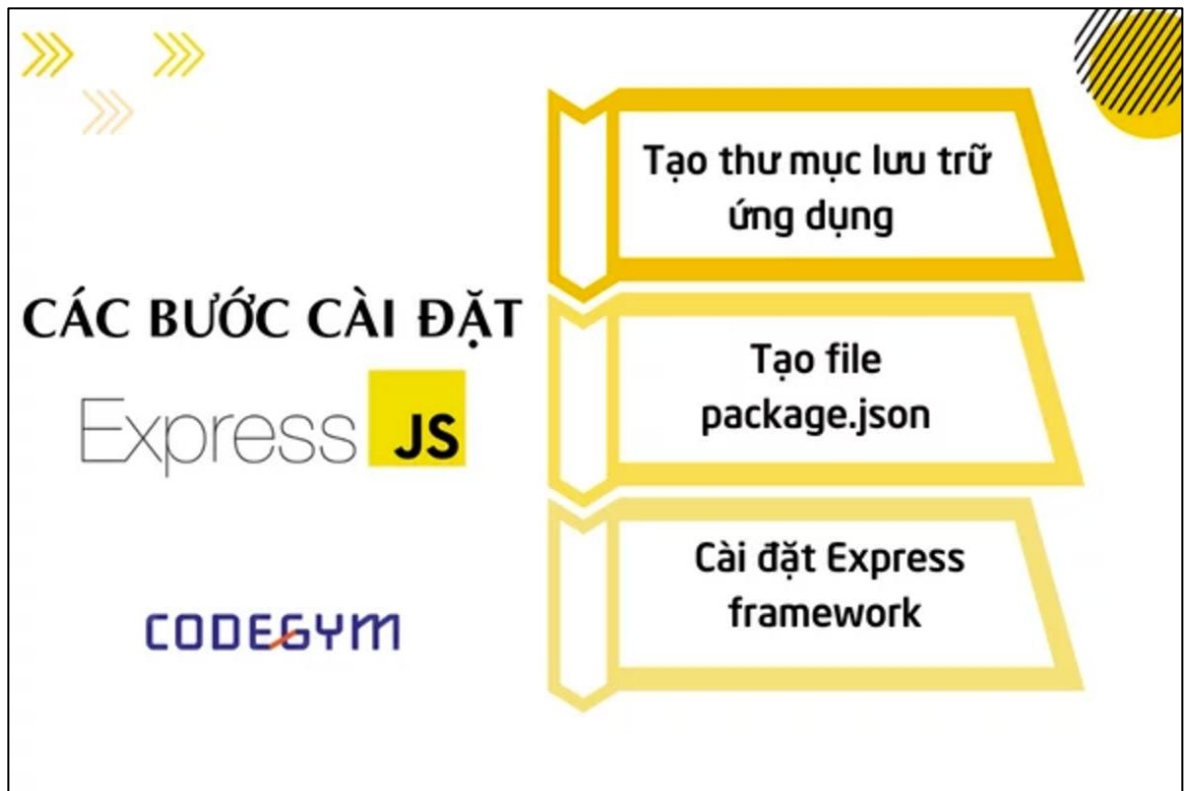 CÁC BƯỚC CÀI ĐẶT
Express JS
CODEGYM
Tạo thư mục lưu trữ
ứng dụng
Tạo file
package.json
Cài đặt Express
framework